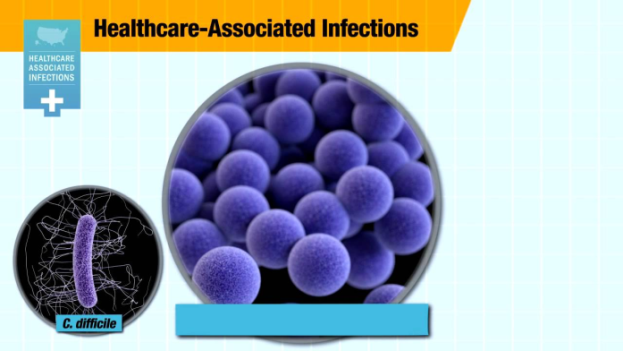 Healthcare-Associated Infections
HEALTHCARE
ASSOCIATED
INFECTIONS
C. difficile